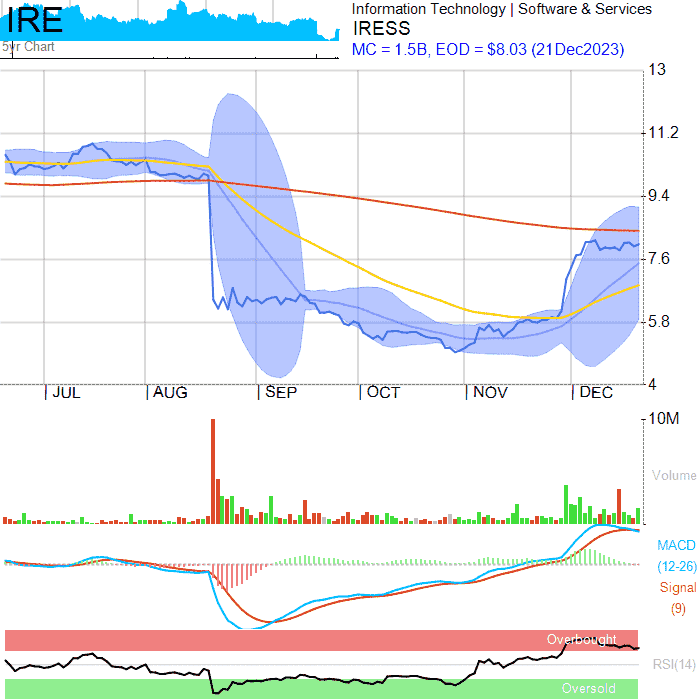 IRE
5yr Chart
Information Technology | Software & Services
IRESS
MC = 1.5B, EOD = $8.03 (21Dec2023)
13
11.2
9.4
7.6
5.8
4
JUL AUG SEP OCT NOV DEC
10M
Volume
MACD
(12-26)
Signal
(9)
Overbought
RSI(14)
Oversold